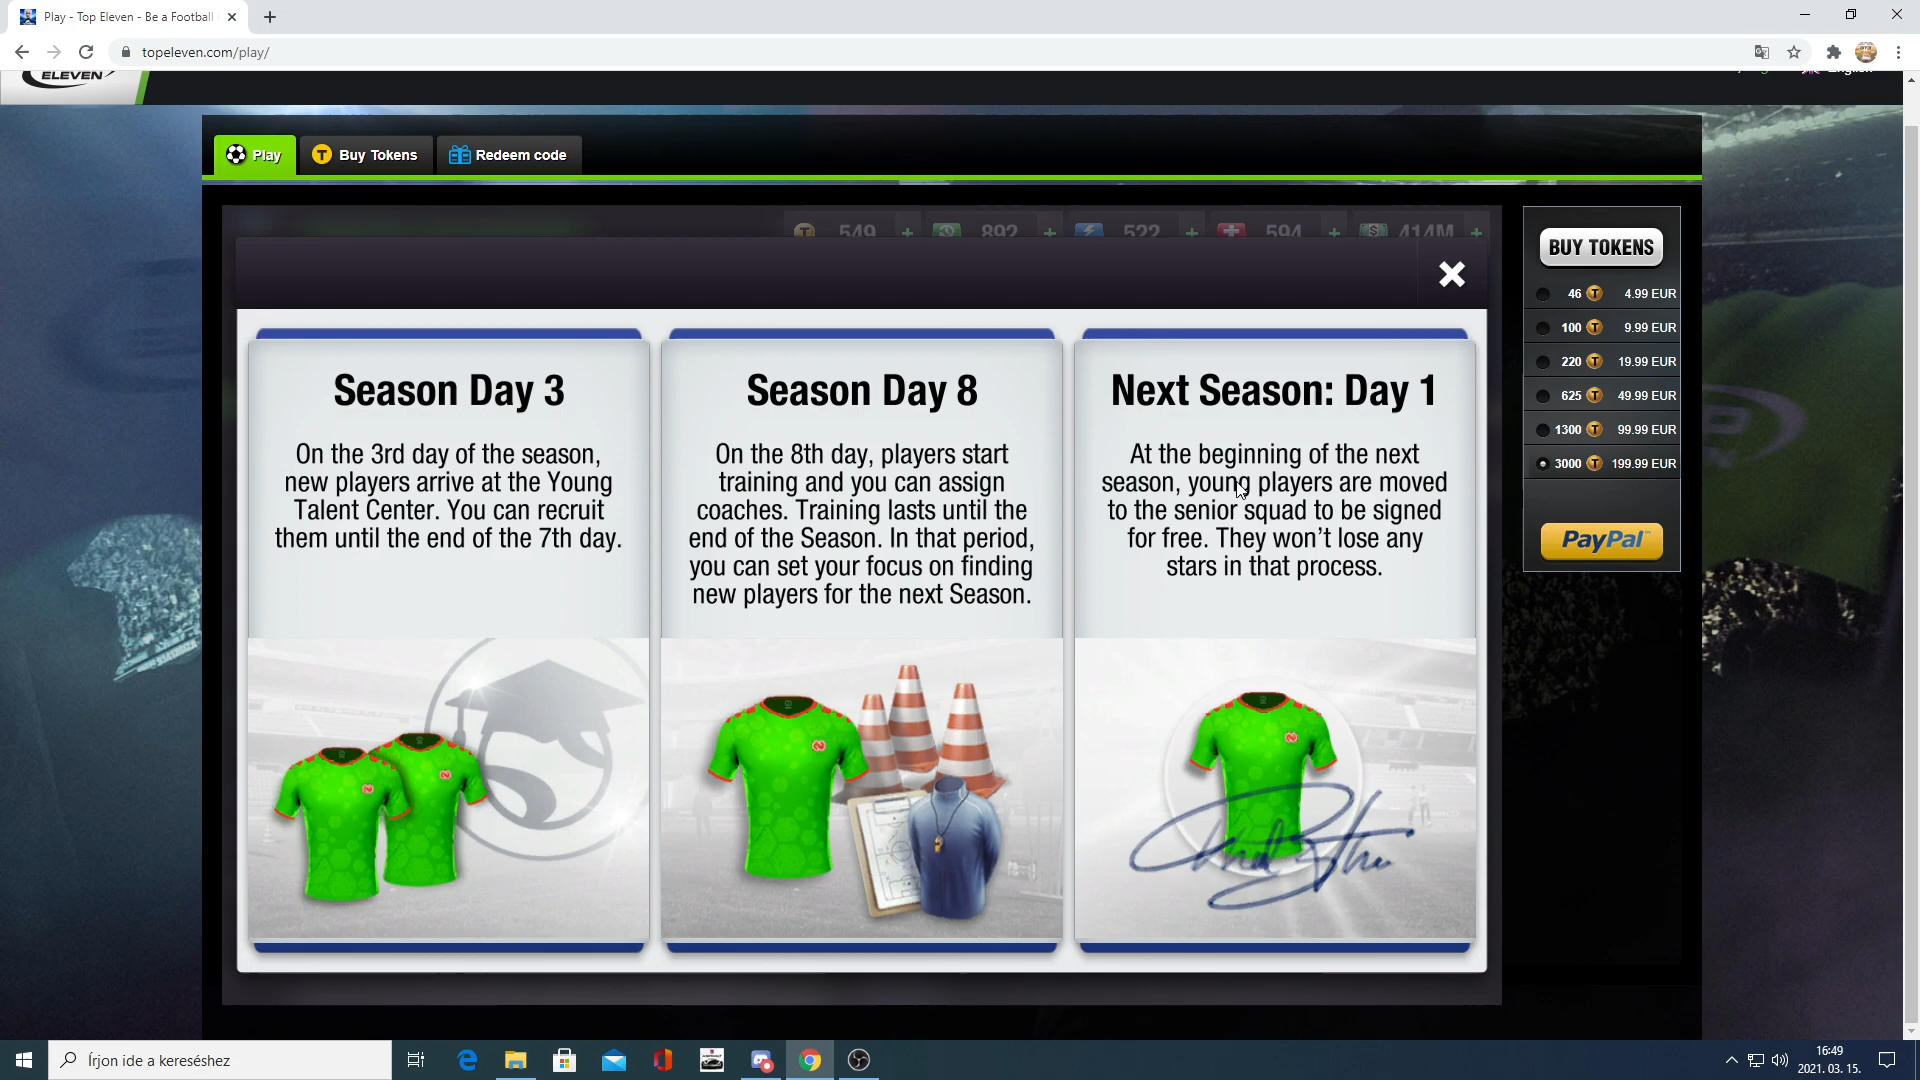 Play - Top Eleven - Be a Football
topeleven.com/play/
ELEVEN
English
Play
Buy Tokens
Redeem code
549
892
522
594
414M
BUY TOKENS
46 T 4.99 EUR
100 T 9.99 EUR
220 T 19.99 EUR
625 T 49.99 EUR
1300 T 99.99 EUR
3000 T 199.99 EUR
PayPal
Season Day 3
On the 3rd day of the season,
new players arrive at the Young
Talent Center. You can recruit
them until the end of the 7th day.
Season Day 8
On the 8th day, players start
training and you can assign
coaches. Training lasts until the
end of the Season. In that period,
you can set your focus on finding
new players for the next Season.
Next Season: Day 1
At the beginning of the next
season, young players are moved
to the senior squad to be signed
for free. They won't lose any
stars in that process.
Írjon ide a kereséshez
16:49
2021. 03. 15.